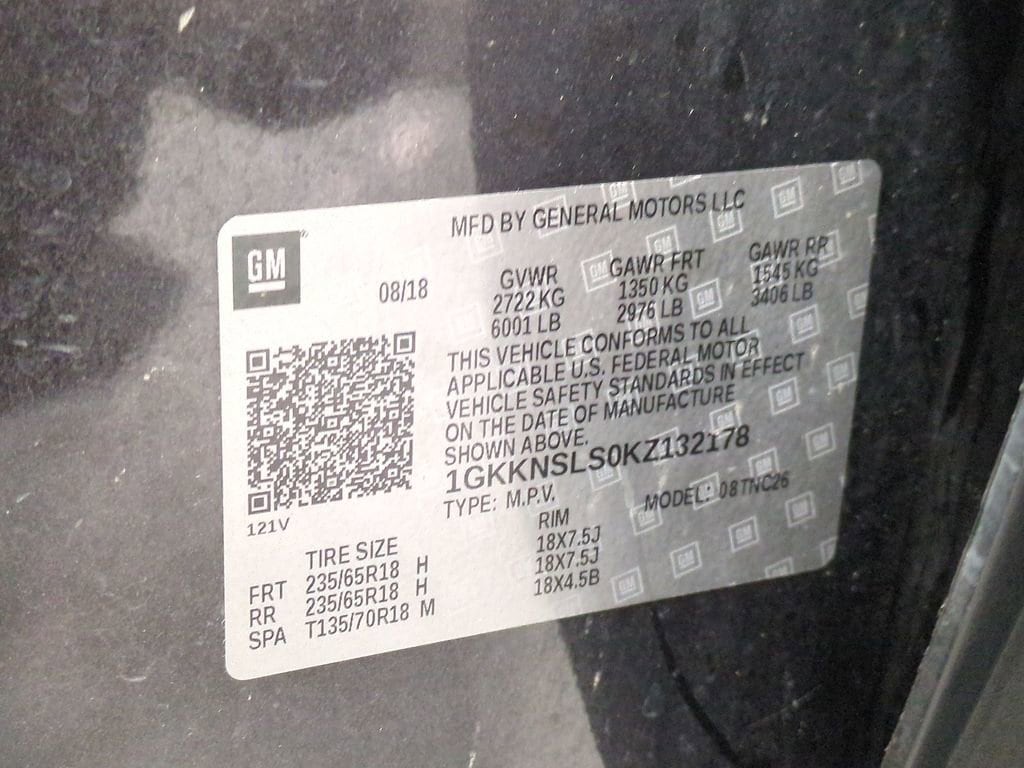 GM
MFD BY GENERAL MOTORS LLC
08/18
GVWR GAWR FRT GAWR RR
2722 KG 1350 KG 1545 KG
6001 LB 2976 LB 3406 LB
THIS VEHICLE CONFORMS TO ALL
APPLICABLE U.S. FEDERAL MOTOR
VEHICLE SAFETY STANDARDS IN EFFECT
ON THE DATE OF MANUFACTURE
SHOWN ABOVE.
1GKKNSLS0KZ132178
TYPE: M.P.V. MODEL: 08TNC26
121V
TIRE SIZE RIM
FRT 235/65R18 H 18X7.5J
RR 235/65R18 H 18X7.5J
SPA T135/70R18 M 18X4.5B